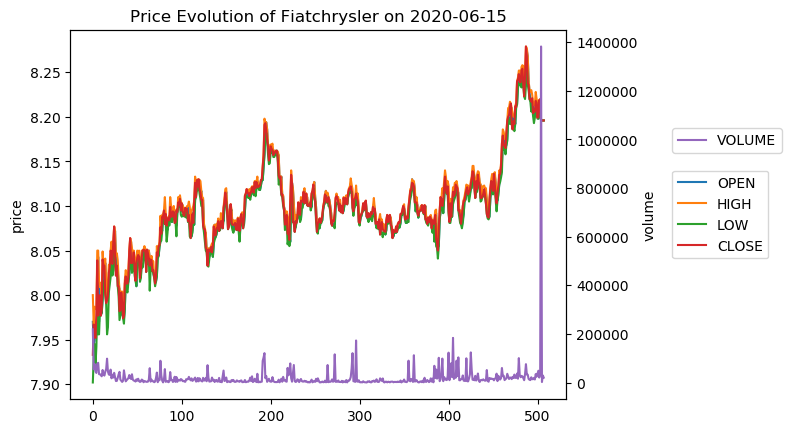 Price Evolution of Fiatchrysler on 2020-06-15
price
8.25
8.20
8.15
8.10
8.05
8.00
7.95
7.90
0
100
200
300
400
500
1400000
1200000
1000000
800000
600000
400000
200000
0
volume
VOLUME
OPEN
HIGH
LOW
CLOSE